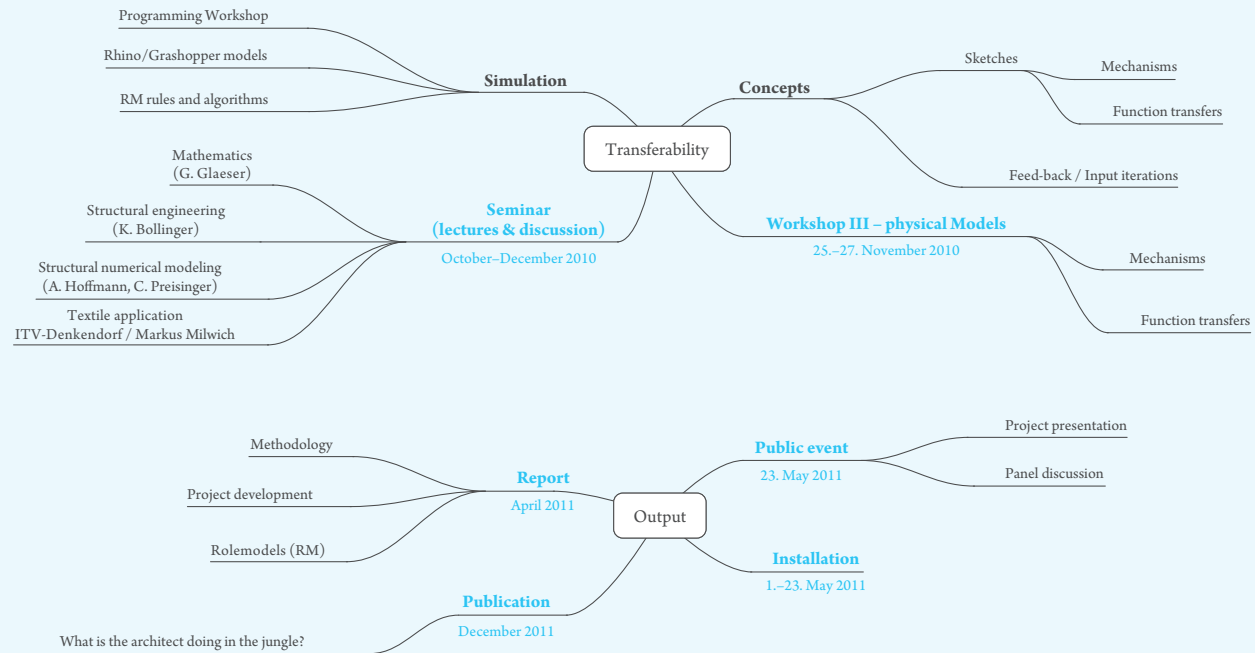 Programming Workshop
Rhino/Grashopper models
RM rules and algorithms
Simulation
Mathematics
(G. Glaeser)
Structural engineering
(K. Bollinger)
Structural numerical modeling
(A. Hoffmann, C. Preisinger)
Textile application
ITV-Denkendorf / Markus Milwich
Seminar
(lectures & discussion)
October–December 2010
Transferability
Concepts
Sketches
Mechanisms
Function transfers
Feed-back / Input iterations
Workshop III – physical Models
25.–27. November 2010
Mechanisms
Function transfers
Methodology
Project development
Rolemodels (RM)
Report
April 2011
Publication
December 2011
What is the architect doing in the jungle?
Output
Public event
23. May 2011
Project presentation
Panel discussion
Installation
1.–23. May 2011